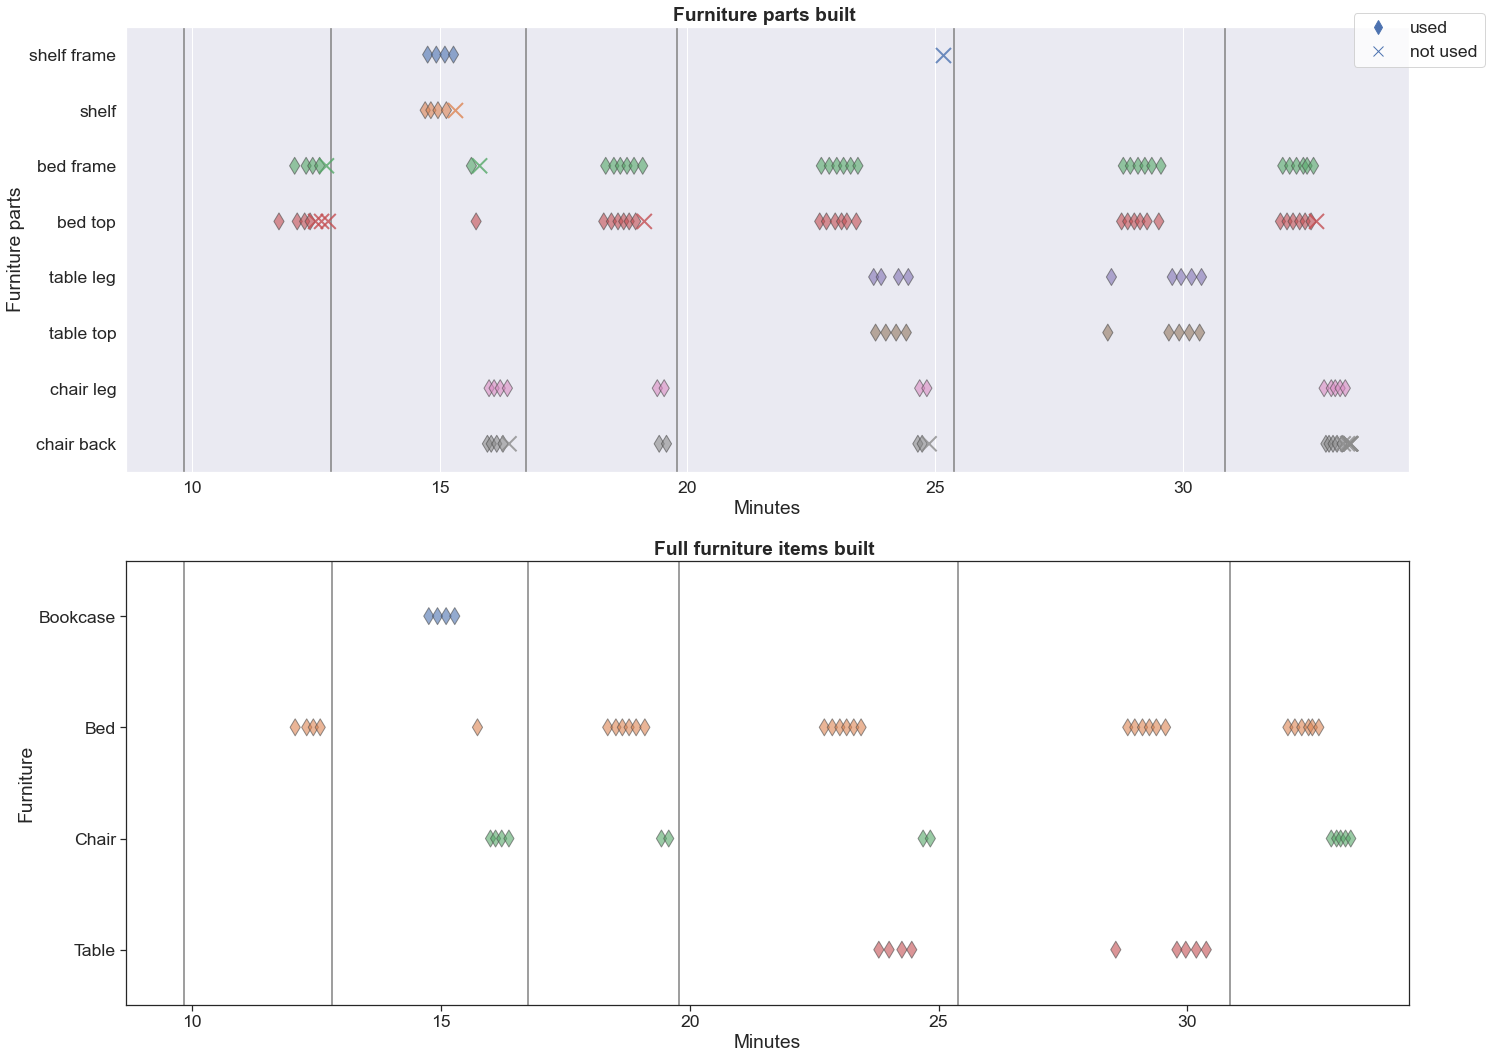 Furniture parts built
used
not used
shelf frame
shelf
bed frame
bed top
table leg
table top
chair leg
chair back
Furniture parts
10 15 20 25 30
Minutes
Full furniture items built
Bookcase
Bed
Chair
Table
Furniture
10 15 20 25 30
Minutes